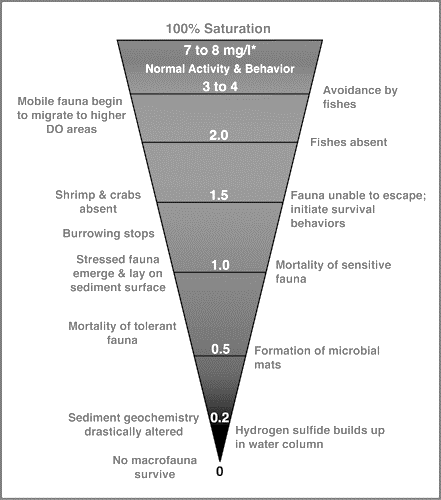 100% Saturation
7 to 8 mg/l*
Normal Activity & Behavior
3 to 4
Avoidance by
fishes
Mobile fauna begin
to migrate to higher
DO areas
2.0
Fishes absent
Shrimp & crabs
absent
1.5
Fauna unable to escape;
initiate survival
behaviors
Burrowing stops
Stressed fauna
emerge & lay on
sediment surface
1.0
Mortality of sensitive
fauna
Mortality of tolerant
fauna
0.5
Formation of microbial
mats
Sediment geochemistry
drastically altered
0.2
Hydrogen sulfide builds up
in water column
No macrofauna
survive
0